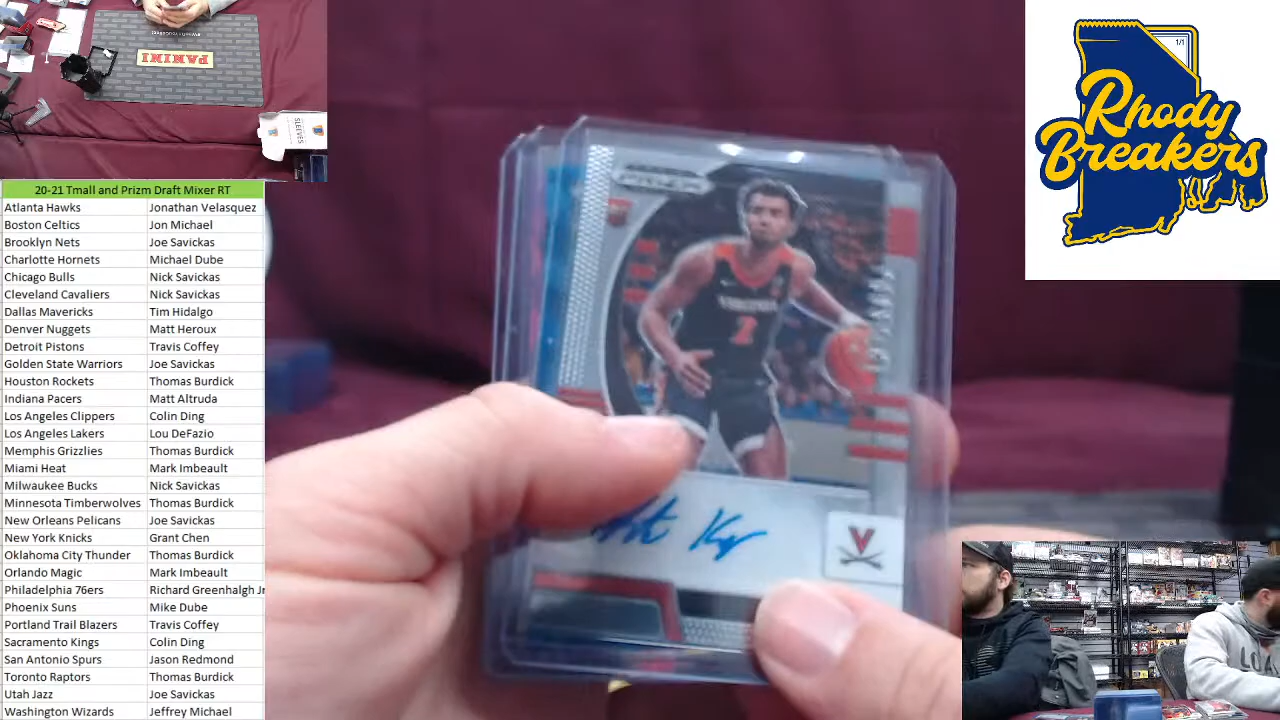 PANINI
SLEEVES
20-21 Tmall and Prizm Draft Mixer RT
Atlanta Hawks Jonathan Velasquez
Boston Celtics Jon Michael
Brooklyn Nets Joe Savickas
Charlotte Hornets Michael Dube
Chicago Bulls Nick Savickas
Cleveland Cavaliers Nick Savickas
Dallas Mavericks Tim Hidalgo
Denver Nuggets Matt Heroux
Detroit Pistons Travis Coffey
Golden State Warriors Joe Savickas
Houston Rockets Thomas Burdick
Indiana Pacers Matt Altruda
Los Angeles Clippers Colin Ding
Los Angeles Lakers Lou DeFazio
Memphis Grizzlies Thomas Burdick
Miami Heat Mark Imbeault
Milwaukee Bucks Nick Savickas
Minnesota Timberwolves Thomas Burdick
New Orleans Pelicans Joe Savickas
New York Knicks Grant Chen
Oklahoma City Thunder Thomas Burdick
Orlando Magic Mark Imbeault
Philadelphia 76ers Richard Greenhalgh Jr
Phoenix Suns Mike Dube
Portland Trail Blazers Travis Coffey
Sacramento Kings Colin Ding
San Antonio Spurs Jason Redmond
Toronto Raptors Thomas Burdick
Utah Jazz Joe Savickas
Washington Wizards Jeffrey Michael
1
V
1/1
Rhody
Breakers